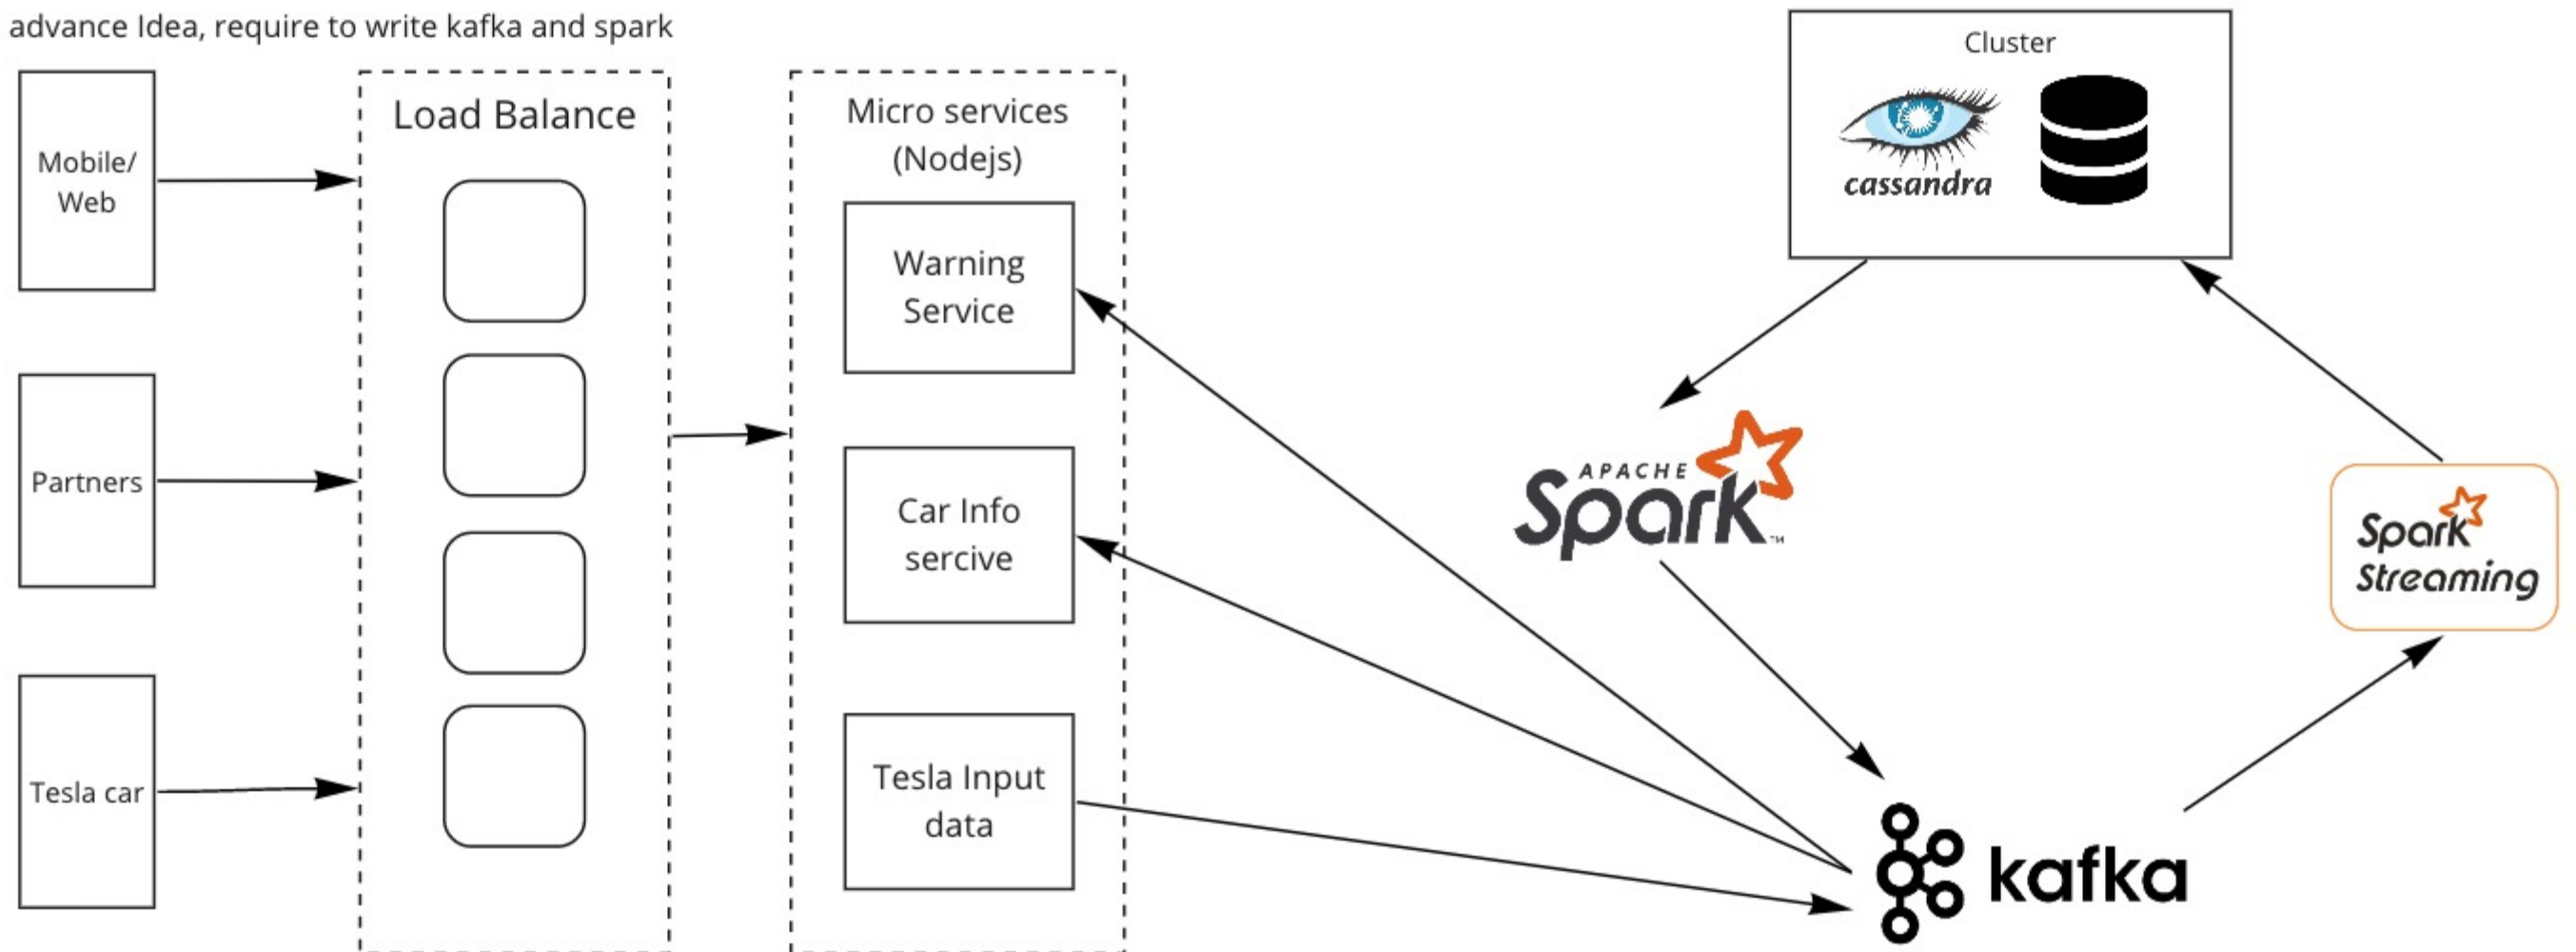 advance Idea, require to write kafka and spark
Mobile/
Web
Partners
Tesla car
Load Balance
Micro services
(Nodejs)
Warning
Service
Car Info
sercive
Tesla Input
data
Cluster
cassandra
APACHE
Spark™
Spark
Streaming
kafka